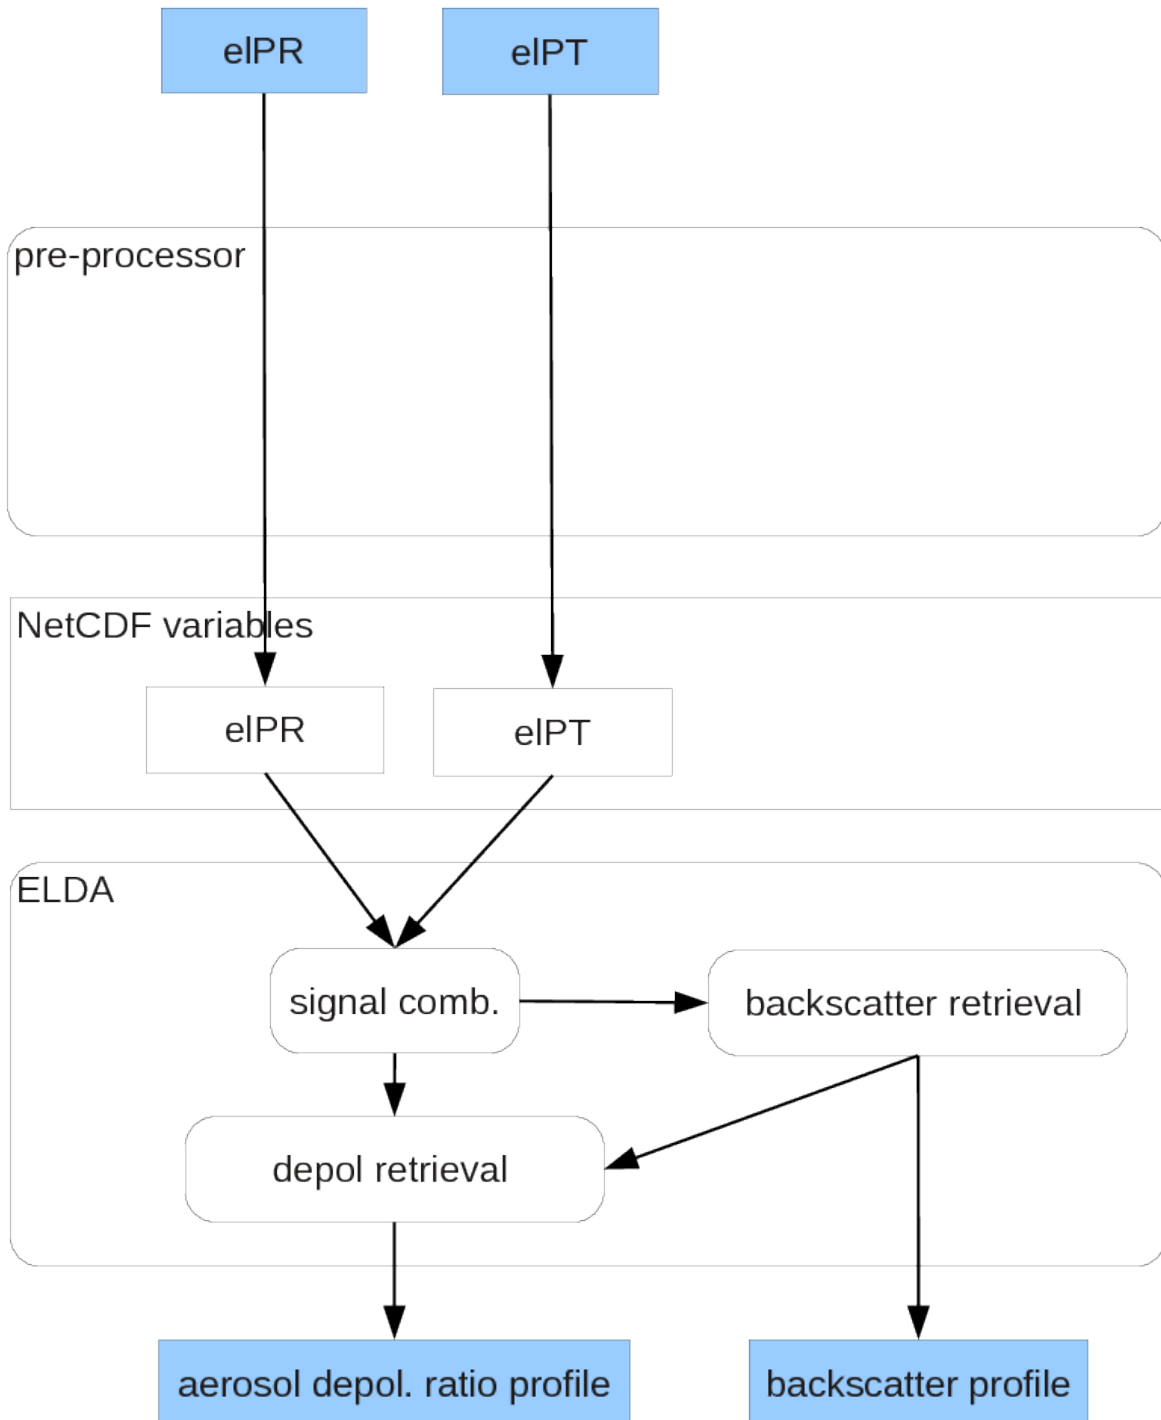 elPR
elPT
pre-processor
NetCDF variables
elPR
elPT
ELDA
signal comb.
backscatter retrieval
depol retrieval
aerosol depol. ratio profile
backscatter profile